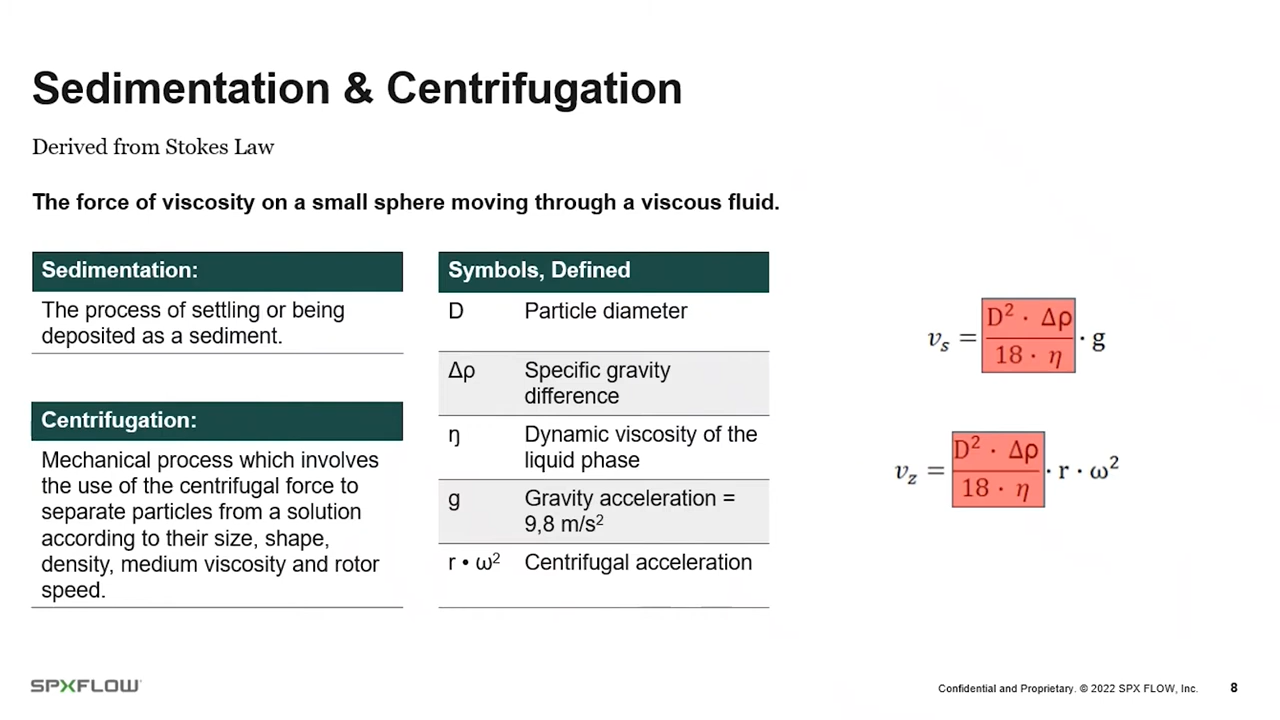 Sedimentation & Centrifugation
Derived from Stokes Law
The force of viscosity on a small sphere moving through a viscous fluid.
Sedimentation:
The process of settling or being
deposited as a sediment.
Centrifugation:
Mechanical process which involves
the use of the centrifugal force to
separate particles from a solution
according to their size, shape,
density, medium viscosity and rotor
speed.
Symbols, Defined
D Particle diameter
Δρ Specific gravity
difference
ŋ Dynamic viscosity of the
liquid phase
g Gravity acceleration =
9,8 m/s²
r • ω² Centrifugal acceleration
vₛ = D² · Δρ / 18 · η · g
v_z = D² · Δρ / 18 · η · r · ω²
SPXFLOW
Confidential and Proprietary. © 2022 SPX FLOW, Inc. 8